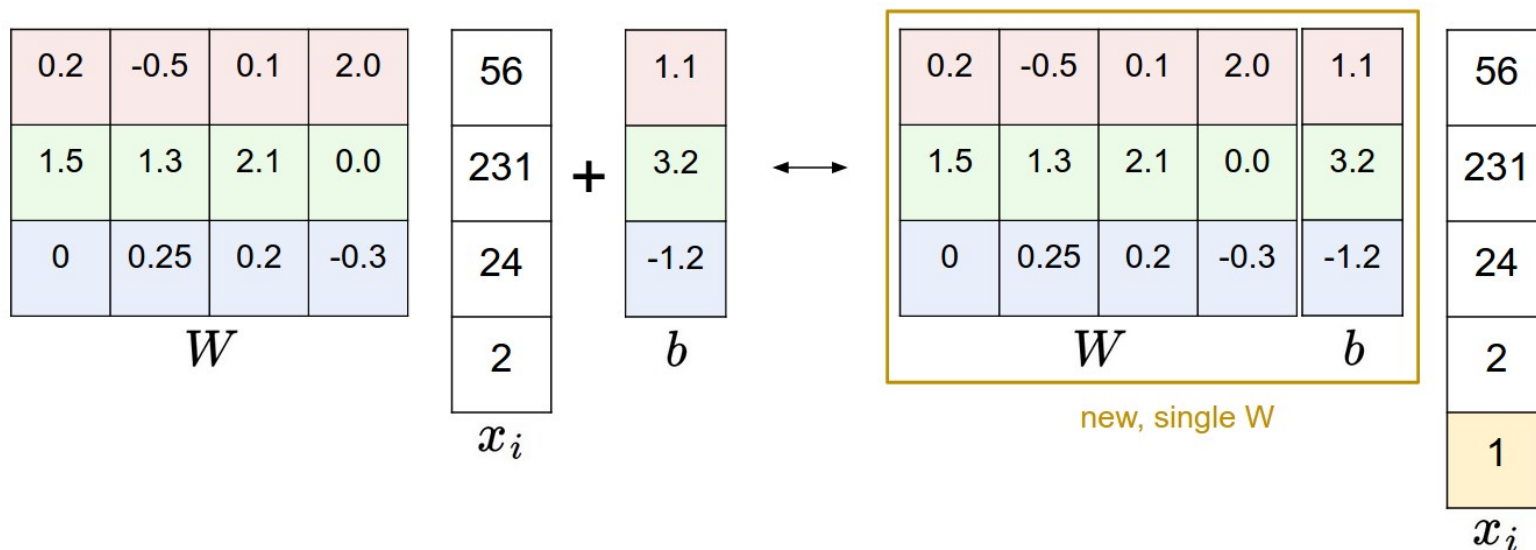 0.2 -0.5 0.1 2.0 56 1.1 0.2 -0.5 0.1 2.0 1.1 56
1.5 1.3 2.1 0.0 231 + 3.2 ↔ 1.5 1.3 2.1 0.0 3.2 231
0 0.25 0.2 -0.3 24 -1.2 0 0.25 0.2 -0.3 -1.2 24
W 2 b W b 2
new, single W
x_i 1
x_i